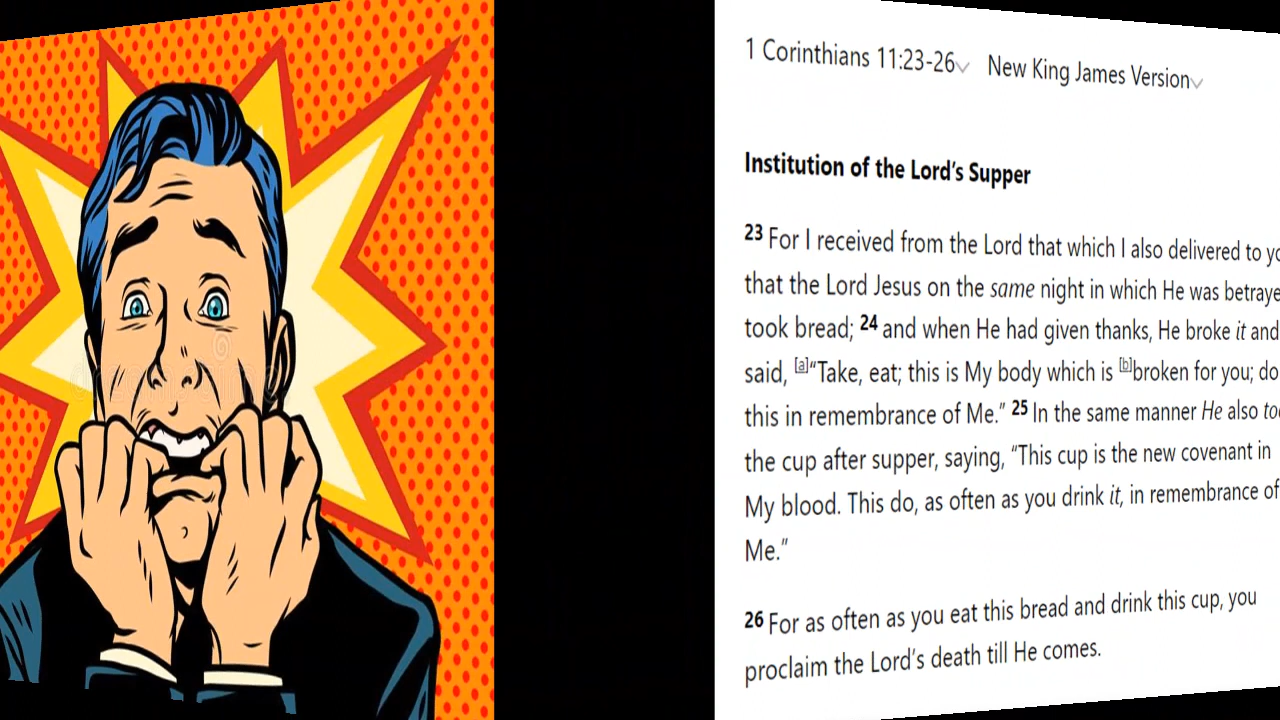 1 Corinthians 11:23-26 New King James Version
Institution of the Lord's Supper
23 For I received from the Lord that which I also delivered to
that the Lord Jesus on the same night in which He was
took bread; 24 and when He had given thanks, He broke it and
said, [a]“Take, eat; this is My body which is [b]broken for you; do
this in remembrance of Me.” 25 In the same manner He also
the cup after supper, saying, “This cup is the new covenant in
My blood. This do, as often as you drink it, in remembrance of
Me.”
26 For as often as you eat this bread and drink this cup, you
proclaim the Lord's death till He comes.